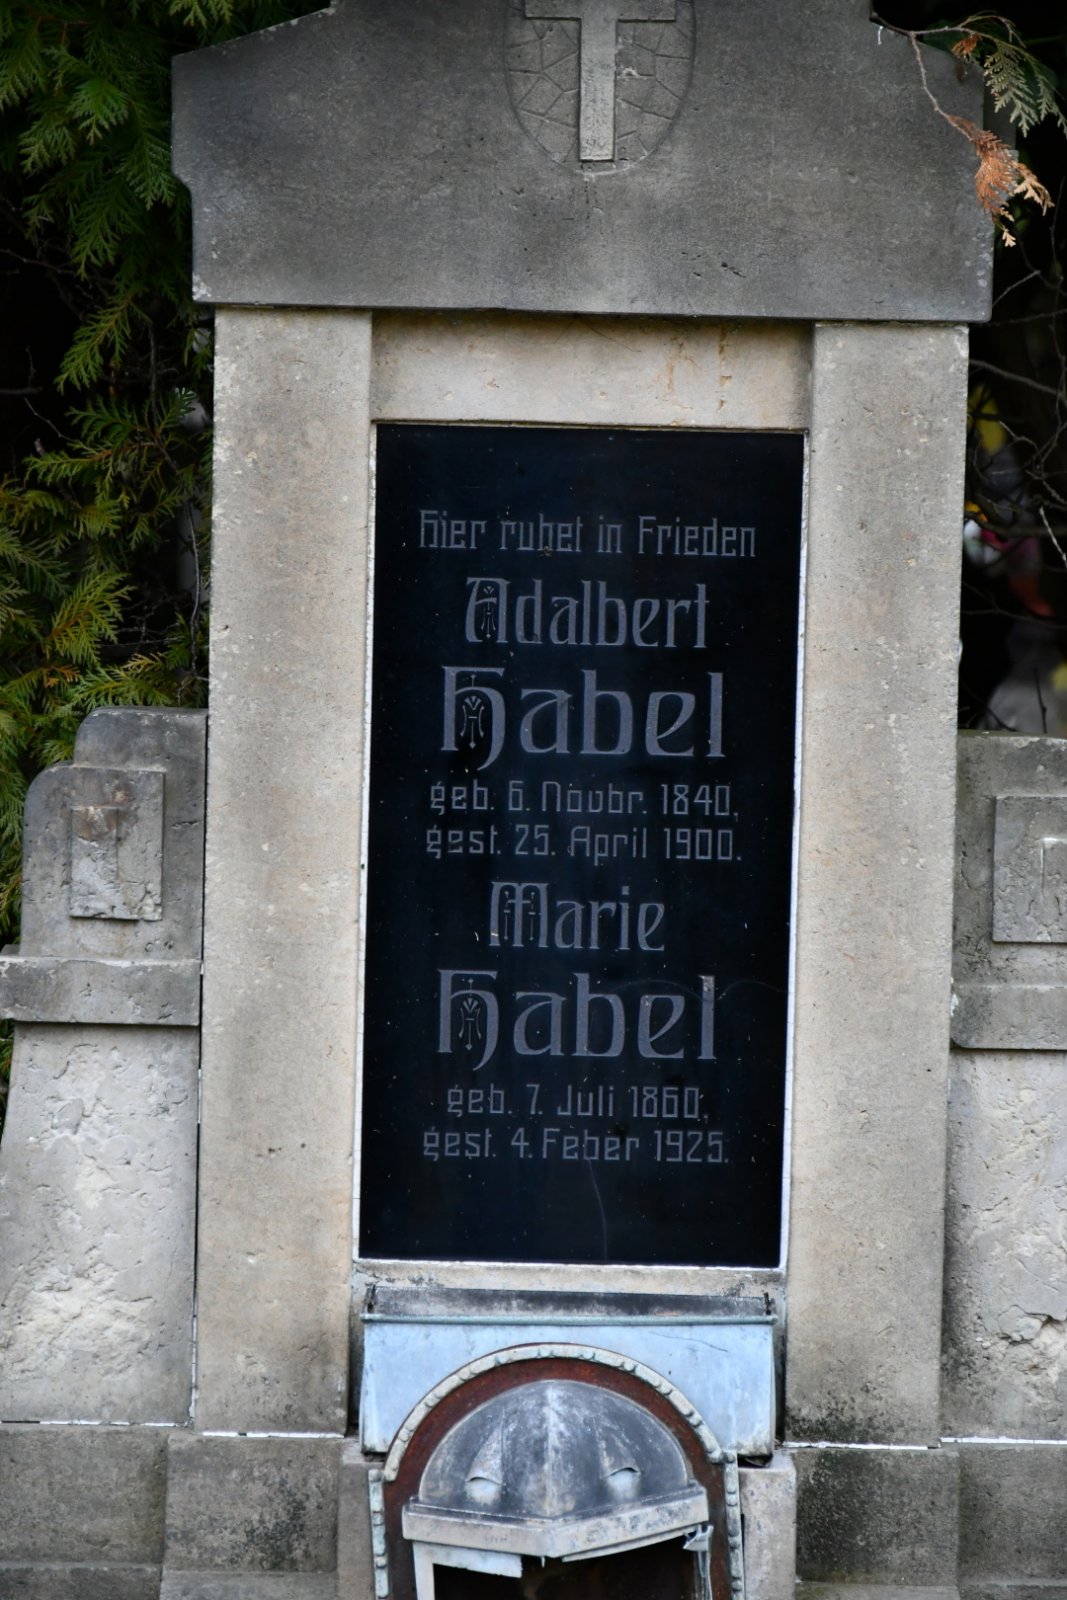 Hier ruhet in Frieden
Adalbert
Habel
geb. 6. Novbr. 1840,
gest. 25. April 1900.
Marie
Habel
geb. 7. Juli 1860,
gest. 4. Feber 1925.